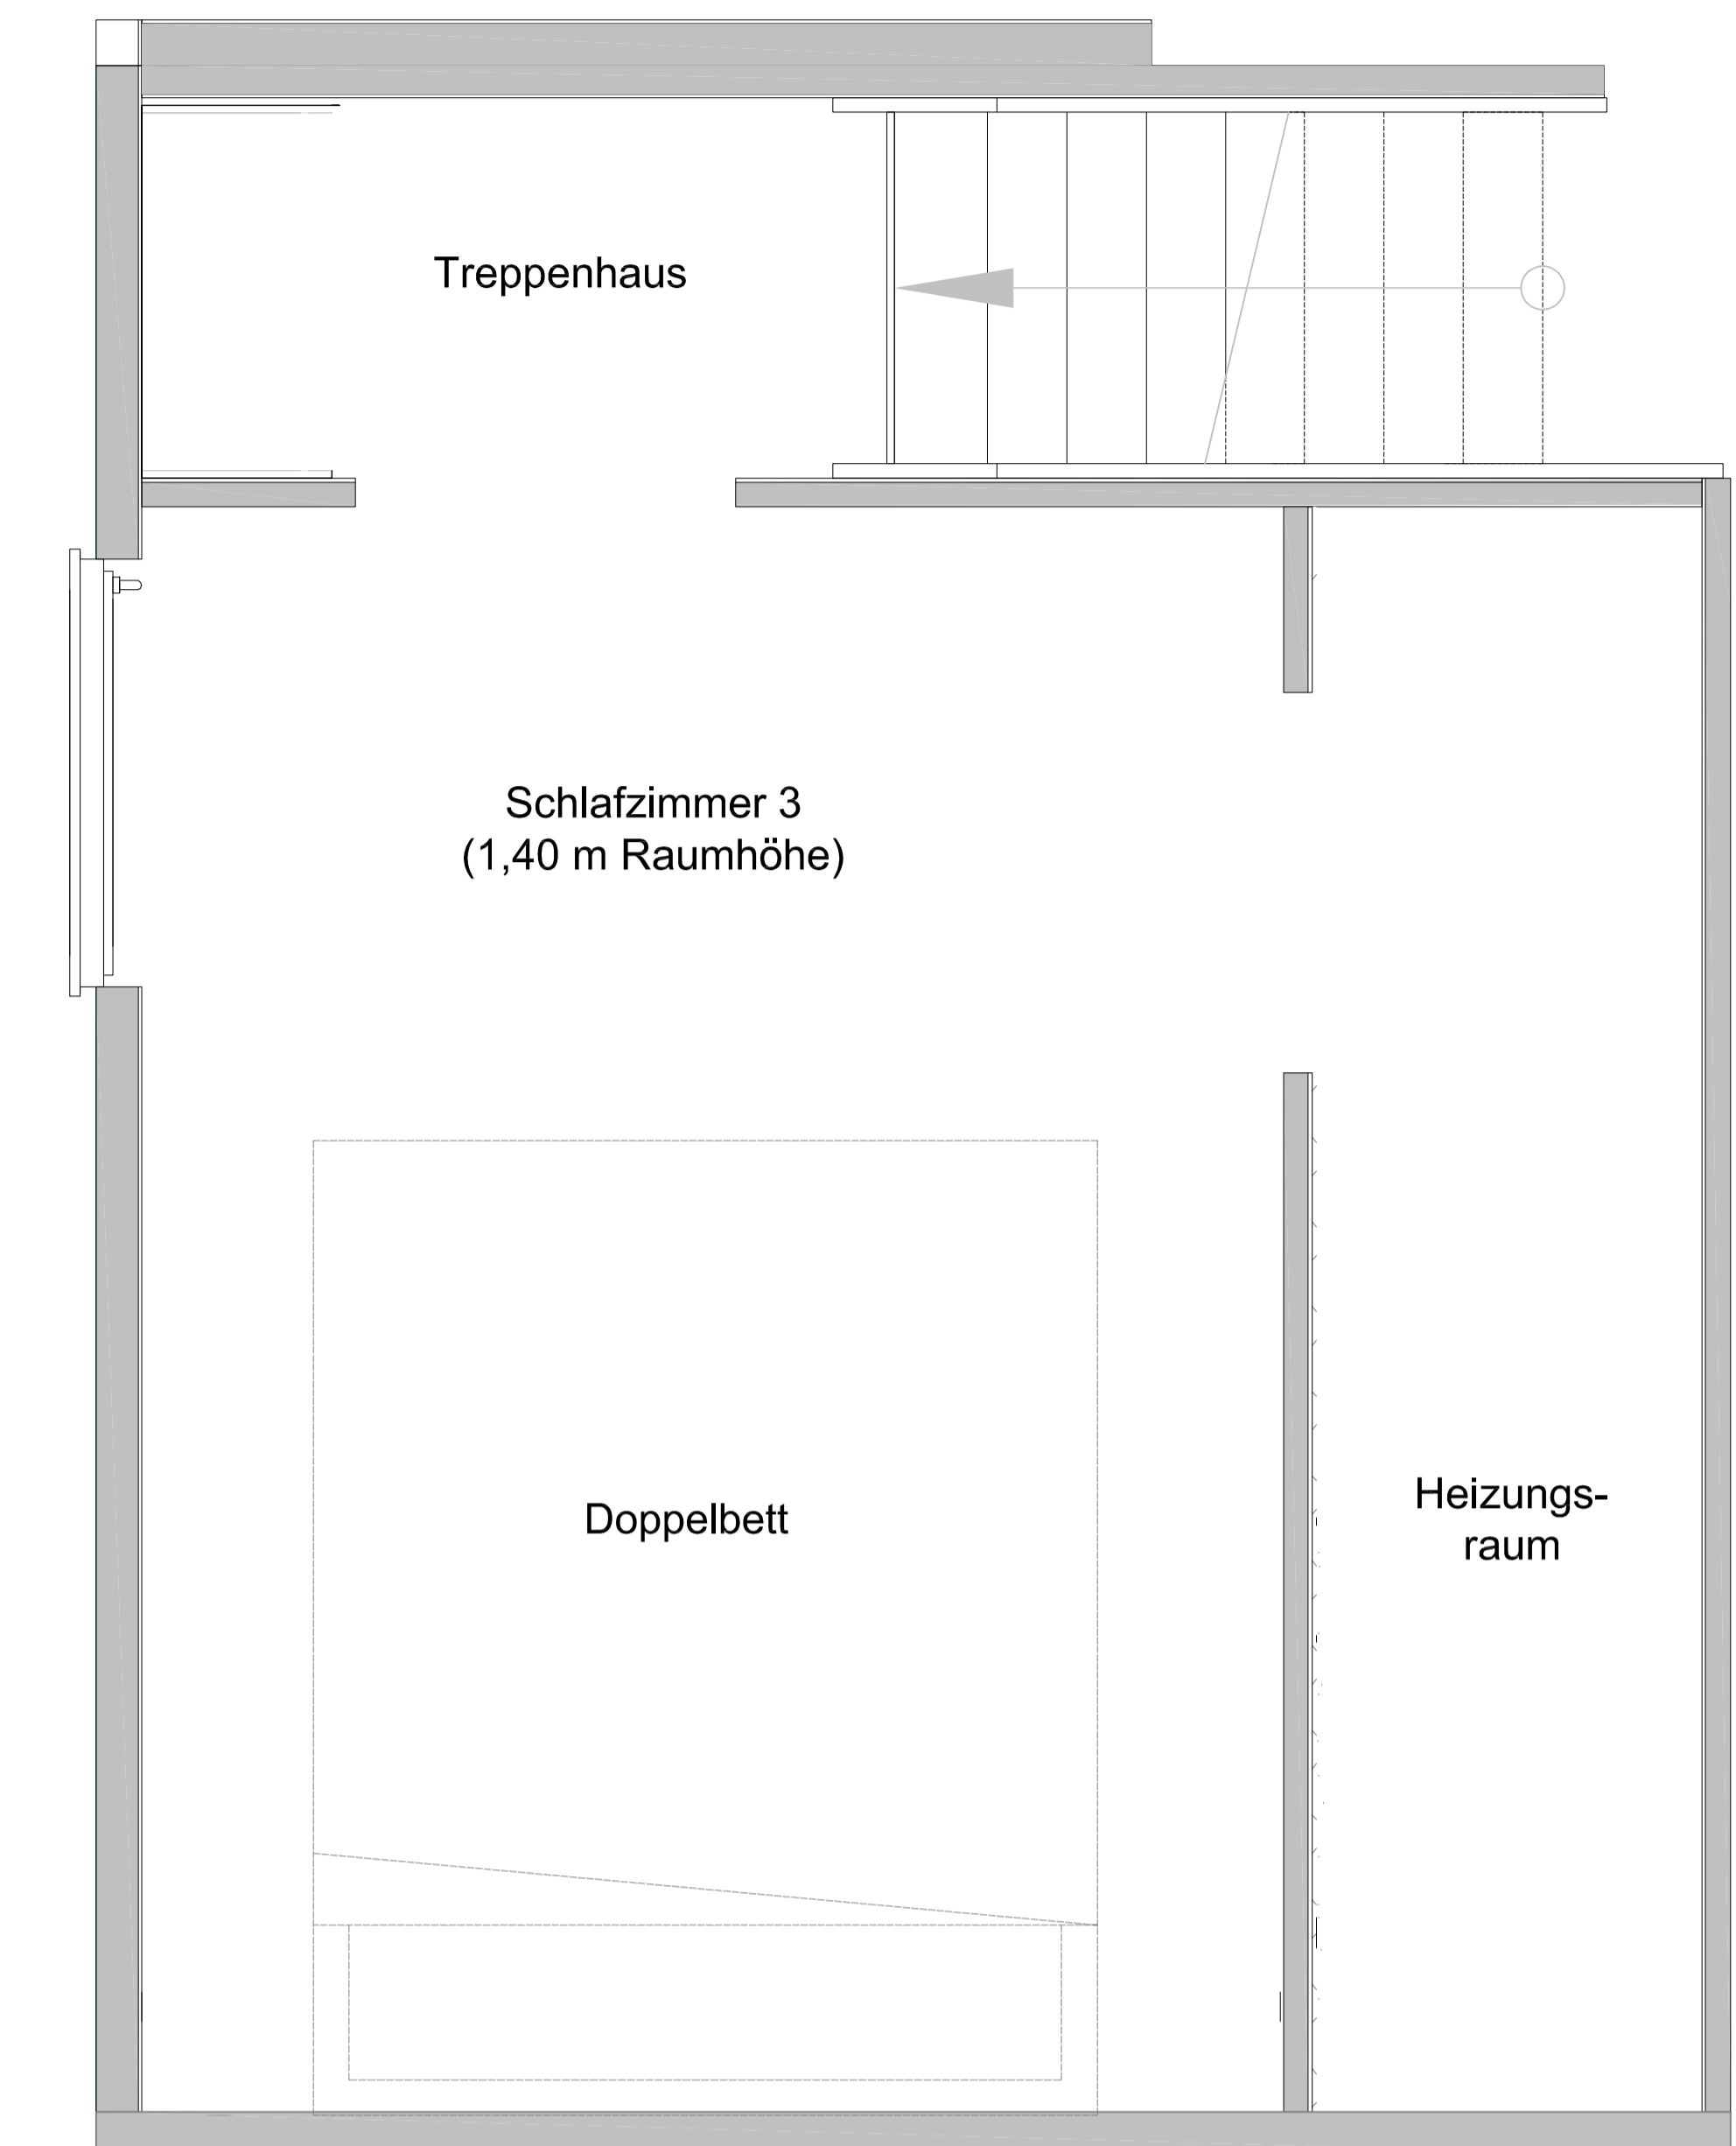 Treppenhaus
Schlafzimmer 3
(1,40 m Raumhöhe)
Doppelbett
Heizungs-
raum